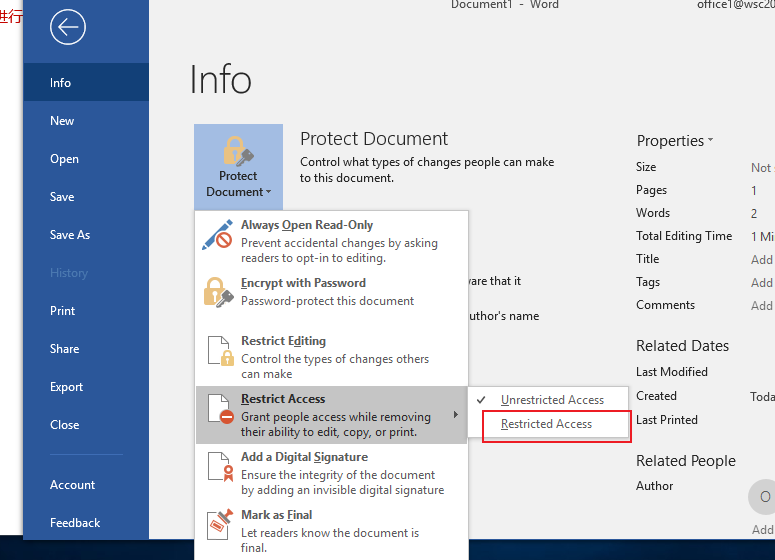 进行
Document1 - Word
office1@wsc20
Info
Info
New
Open
Save
Save As
History
Print
Share
Export
Close
Account
Feedback
Protect
Document
Protect Document
Control what types of changes people can make
to this document.
Always Open Read-Only
Prevent accidental changes by asking
readers to opt-in to editing.
Encrypt with Password
Password-protect this document
Restrict Editing
Control the types of changes others
can make
Restrict Access
Grant people access while removing
their ability to edit, copy, or print.
Add a Digital Signature
Ensure the integrity of the document
by adding an invisible digital signature
Mark as Final
Let readers know the document is
final.
ware that it
uthor's name
Unrestricted Access
Restricted Access
Properties
Size Not
Pages 1
Words 2
Total Editing Time 1 Mi
Title Add
Tags Add
Comments Add
Related Dates
Last Modified
Created Toda
Last Printed
Related People
Author
O
Add